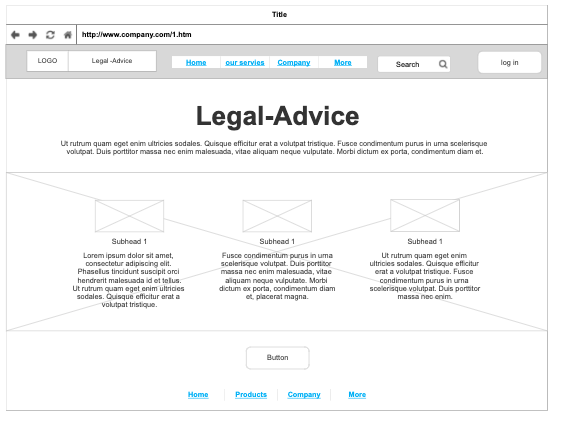 Title
http://www.company.com/1.htm
LOGO
Legal -Advice
Home
our servies
Company
More
Search
log in
Legal-Advice
Ut rutrum quam eget enim ultricies sodales. Quisque efficitur erat a volutpat tristique. Fusce condimentum purus in urna scelerisque
volutpat. Duis porttitor massa nec enim malesuada, vitae aliquam neque vulputate. Morbi dictum ex porta, condimentum diam et.
Subhead 1
Lorem ipsum dolor sit amet,
consectetur adipiscing elit.
Phasellus tincidunt suscipit orci
hendrerit malesuada id et tellus.
Ut rutrum quam eget enim ultricies
sodales. Quisque efficitur erat a
volutpat tristique.
Subhead 1
Fusce condimentum purus in urna
scelerisque volutpat. Duis porttitor
massa nec enim malesuada, vitae
aliquam neque vulputate. Morbi
dictum ex porta, condimentum diam
et, placerat magna.
Subhead 1
Ut rutrum quam eget enim
ultricies sodales. Quisque efficitur
erat a volutpat tristique. Fusce
condimentum purus in urna
scelerisque volutpat. Duis porttitor
massa nec enim.
Button
Home
Products
Company
More